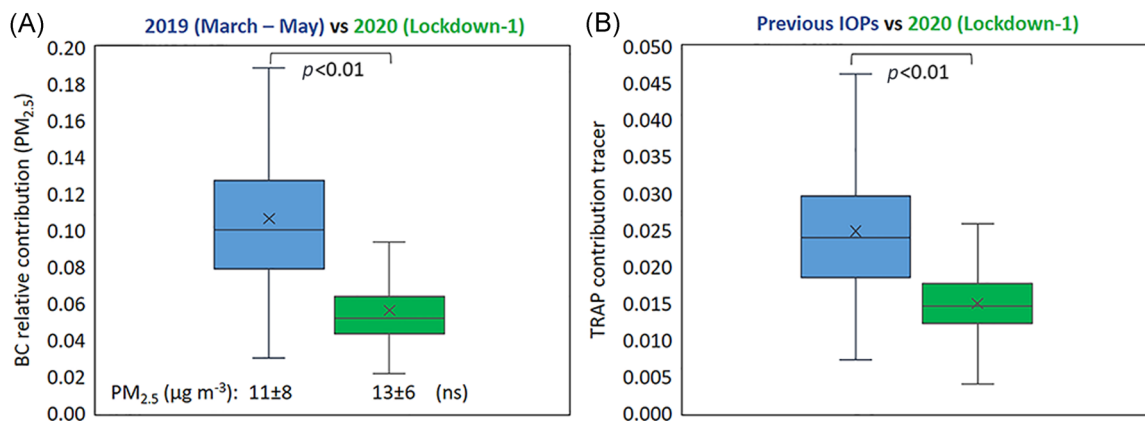 (A)
2019 (March – May) vs 2020 (Lockdown-1)
BC relative contribution (PM2.5)
0.20
0.18
0.16
0.14
0.12
0.10
0.08
0.06
0.04
0.02
0.00
p<0.01
PM2.5 (µg m-3): 11±8 13±6 (ns)
(B)
Previous IOPs vs 2020 (Lockdown-1)
TRAP contribution tracer
0.050
0.045
0.040
0.035
0.030
0.025
0.020
0.015
0.010
0.005
0.000
p<0.01